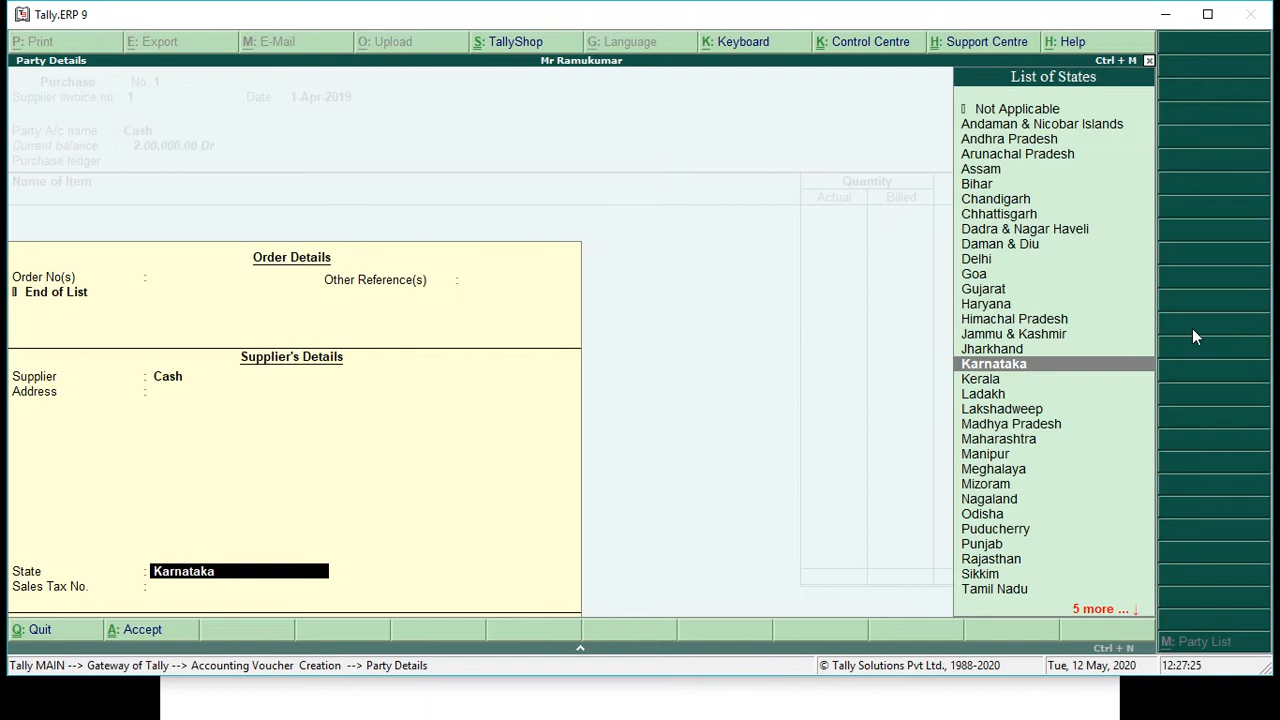 Tally.ERP 9
P: Print
E: Export
M: E-Mail
O: Upload
S: TallyShop
G: Language
K: Keyboard
K: Control Centre
H: Support Centre
H: Help
Party Details
Mr Ramukumar
Ctrl + M
Purchase No. 1
Supplier invoice no.: 1 Date : 1-Apr-2019
Party A/c name : Cash
Current balance : 2,00,000.00 Dr
Purchase ledger
Name of Item
Quantity
Actual Billed
Order Details
Order No(s) :
Other Reference(s) :
End of List
Supplier's Details
Supplier : Cash
Address :
State : Karnataka
Sales Tax No. :
List of States
Not Applicable
Andaman & Nicobar Islands
Andhra Pradesh
Arunachal Pradesh
Assam
Bihar
Chandigarh
Chhattisgarh
Dadra & Nagar Haveli
Daman & Diu
Delhi
Goa
Gujarat
Haryana
Himachal Pradesh
Jammu & Kashmir
Jharkhand
Karnataka
Kerala
Ladakh
Lakshadweep
Madhya Pradesh
Maharashtra
Manipur
Meghalaya
Mizoram
Nagaland
Odisha
Puducherry
Punjab
Rajasthan
Sikkim
Tamil Nadu
5 more ... ↓
Q: Quit
A: Accept
M: Party List
Ctrl + N
Tally MAIN --> Gateway of Tally --> Accounting Voucher Creation --> Party Details
© Tally Solutions Pvt Ltd., 1988-2020
Tue, 12 May, 2020
12:27:25